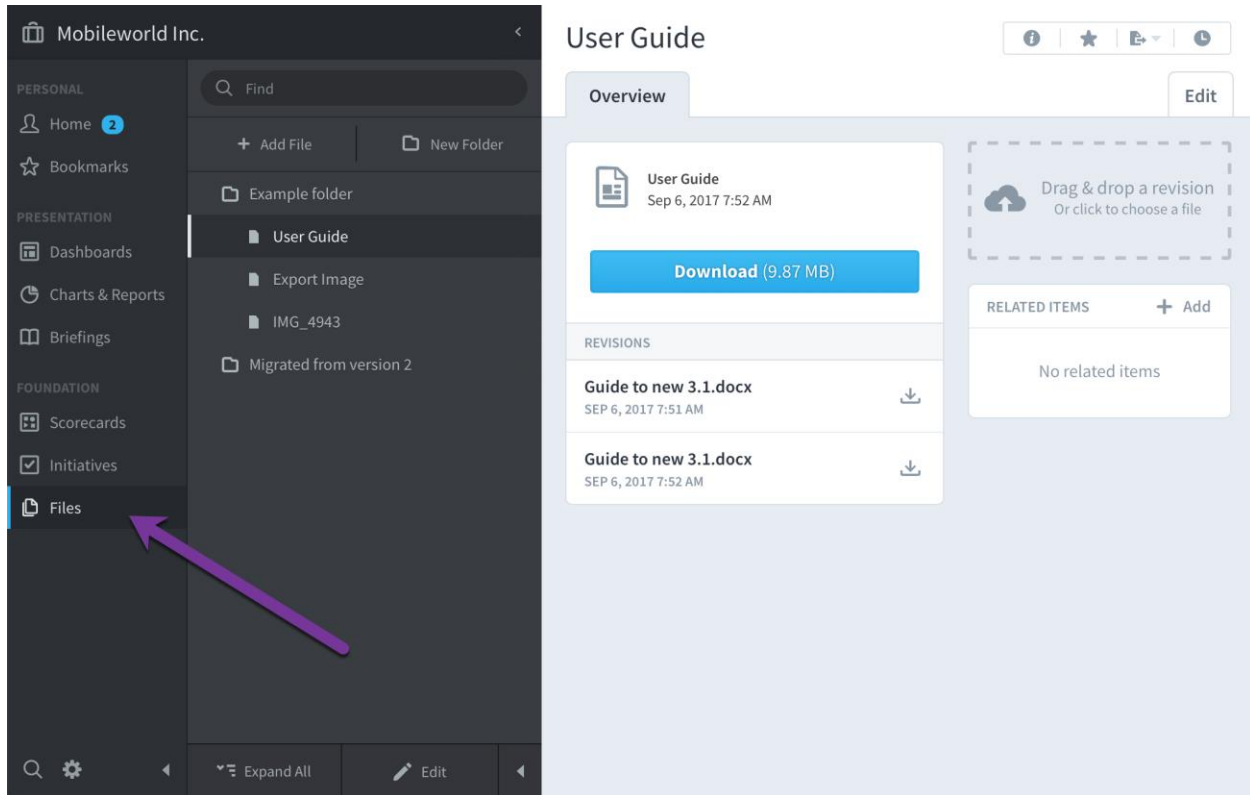 Mobileworld Inc.
PERSONAL
Home 2
Bookmarks
PRESENTATION
Dashboards
Charts & Reports
Briefings
FOUNDATION
Scorecards
Initiatives
Files
Find
Add File
New Folder
Example folder
User Guide
Export Image
IMG_4943
Migrated from version 2
Expand All
Edit
User Guide
Overview
Edit
User Guide
Sep 6, 2017 7:52 AM
Download (9.87 MB)
REVISIONS
Guide to new 3.1.docx
SEP 6, 2017 7:51 AM
Guide to new 3.1.docx
SEP 6, 2017 7:52 AM
Drag & drop a revision
Or click to choose a file
RELATED ITEMS
Add
No related items